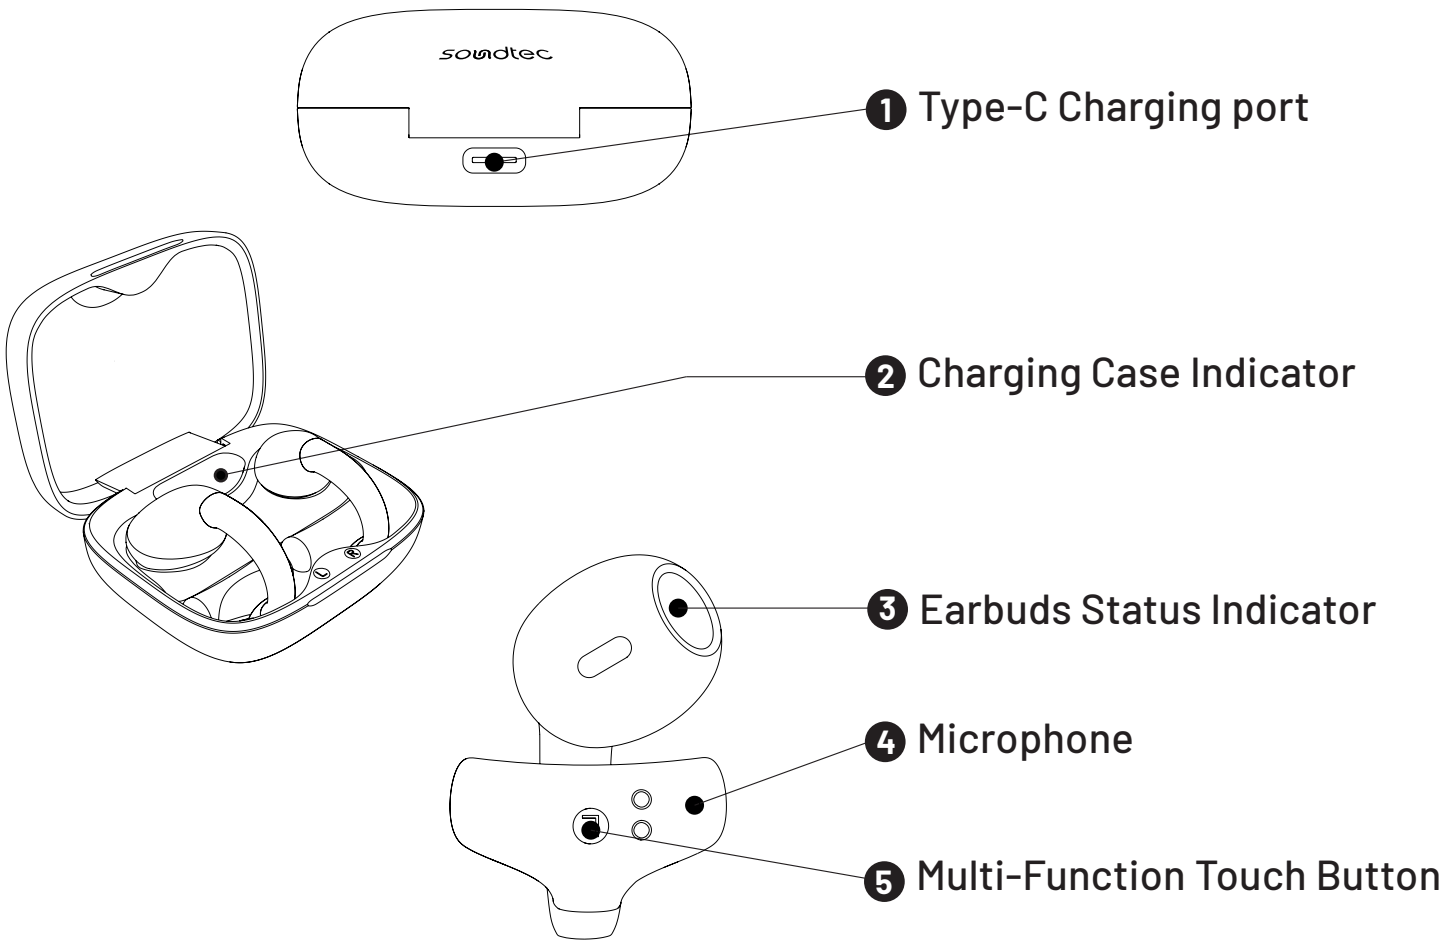 soundtec
1 Type-C Charging port
2 Charging Case Indicator
R
L
3 Earbuds Status Indicator
4 Microphone
L
5 Multi-Function Touch Button